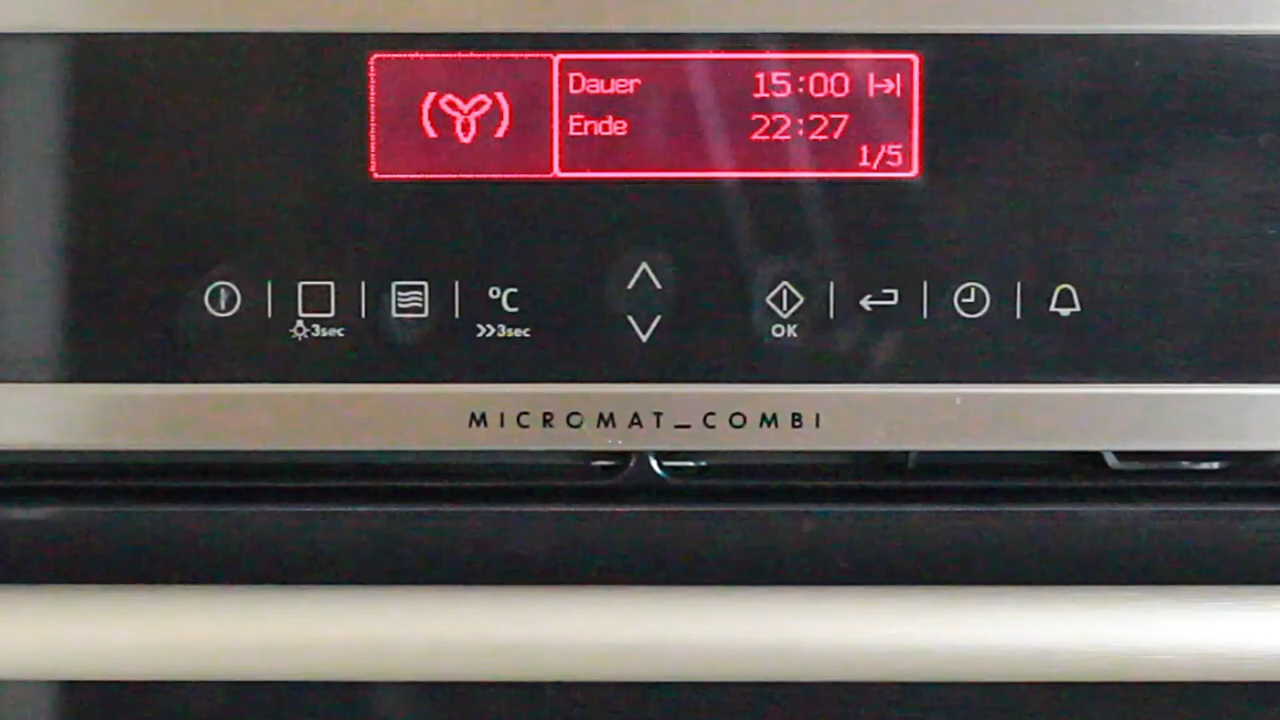 Dauer 15:00
Ende 22:27
1/5
°C
3sec
»3sec
OK
MICROMAT_COMBI